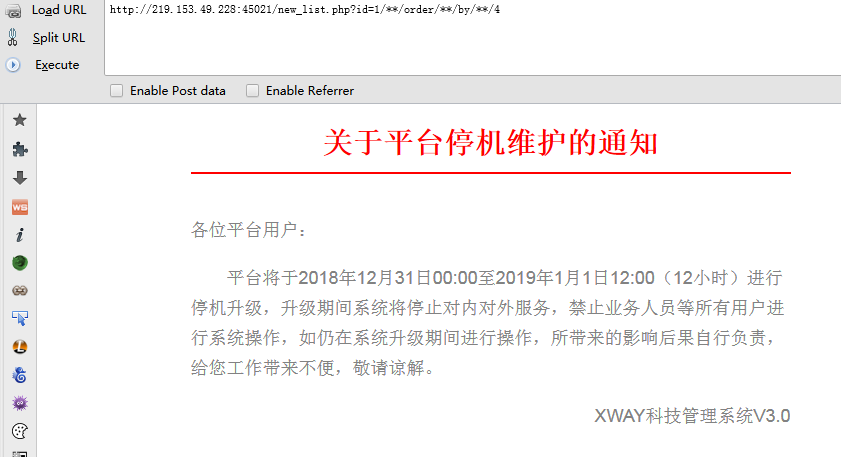 Load URL
http://219.153.49.228:45021/new_list.php?id=1/**/order/**/by/**/4
Split URL
Execute
Enable Post data Enable Referrer
关于平台停机维护的通知
各位平台用户：
平台将于2018年12月31日00:00至2019年1月1日12:00（12小时）进行
停机升级，升级期间系统将停止对内对外服务，禁止业务人员等所有用户进
行系统操作，如仍在系统升级期间进行操作，所带来的影响后果自行负责，
给您工作带来不便，敬请谅解。
XWAY科技管理系统V3.0
WS